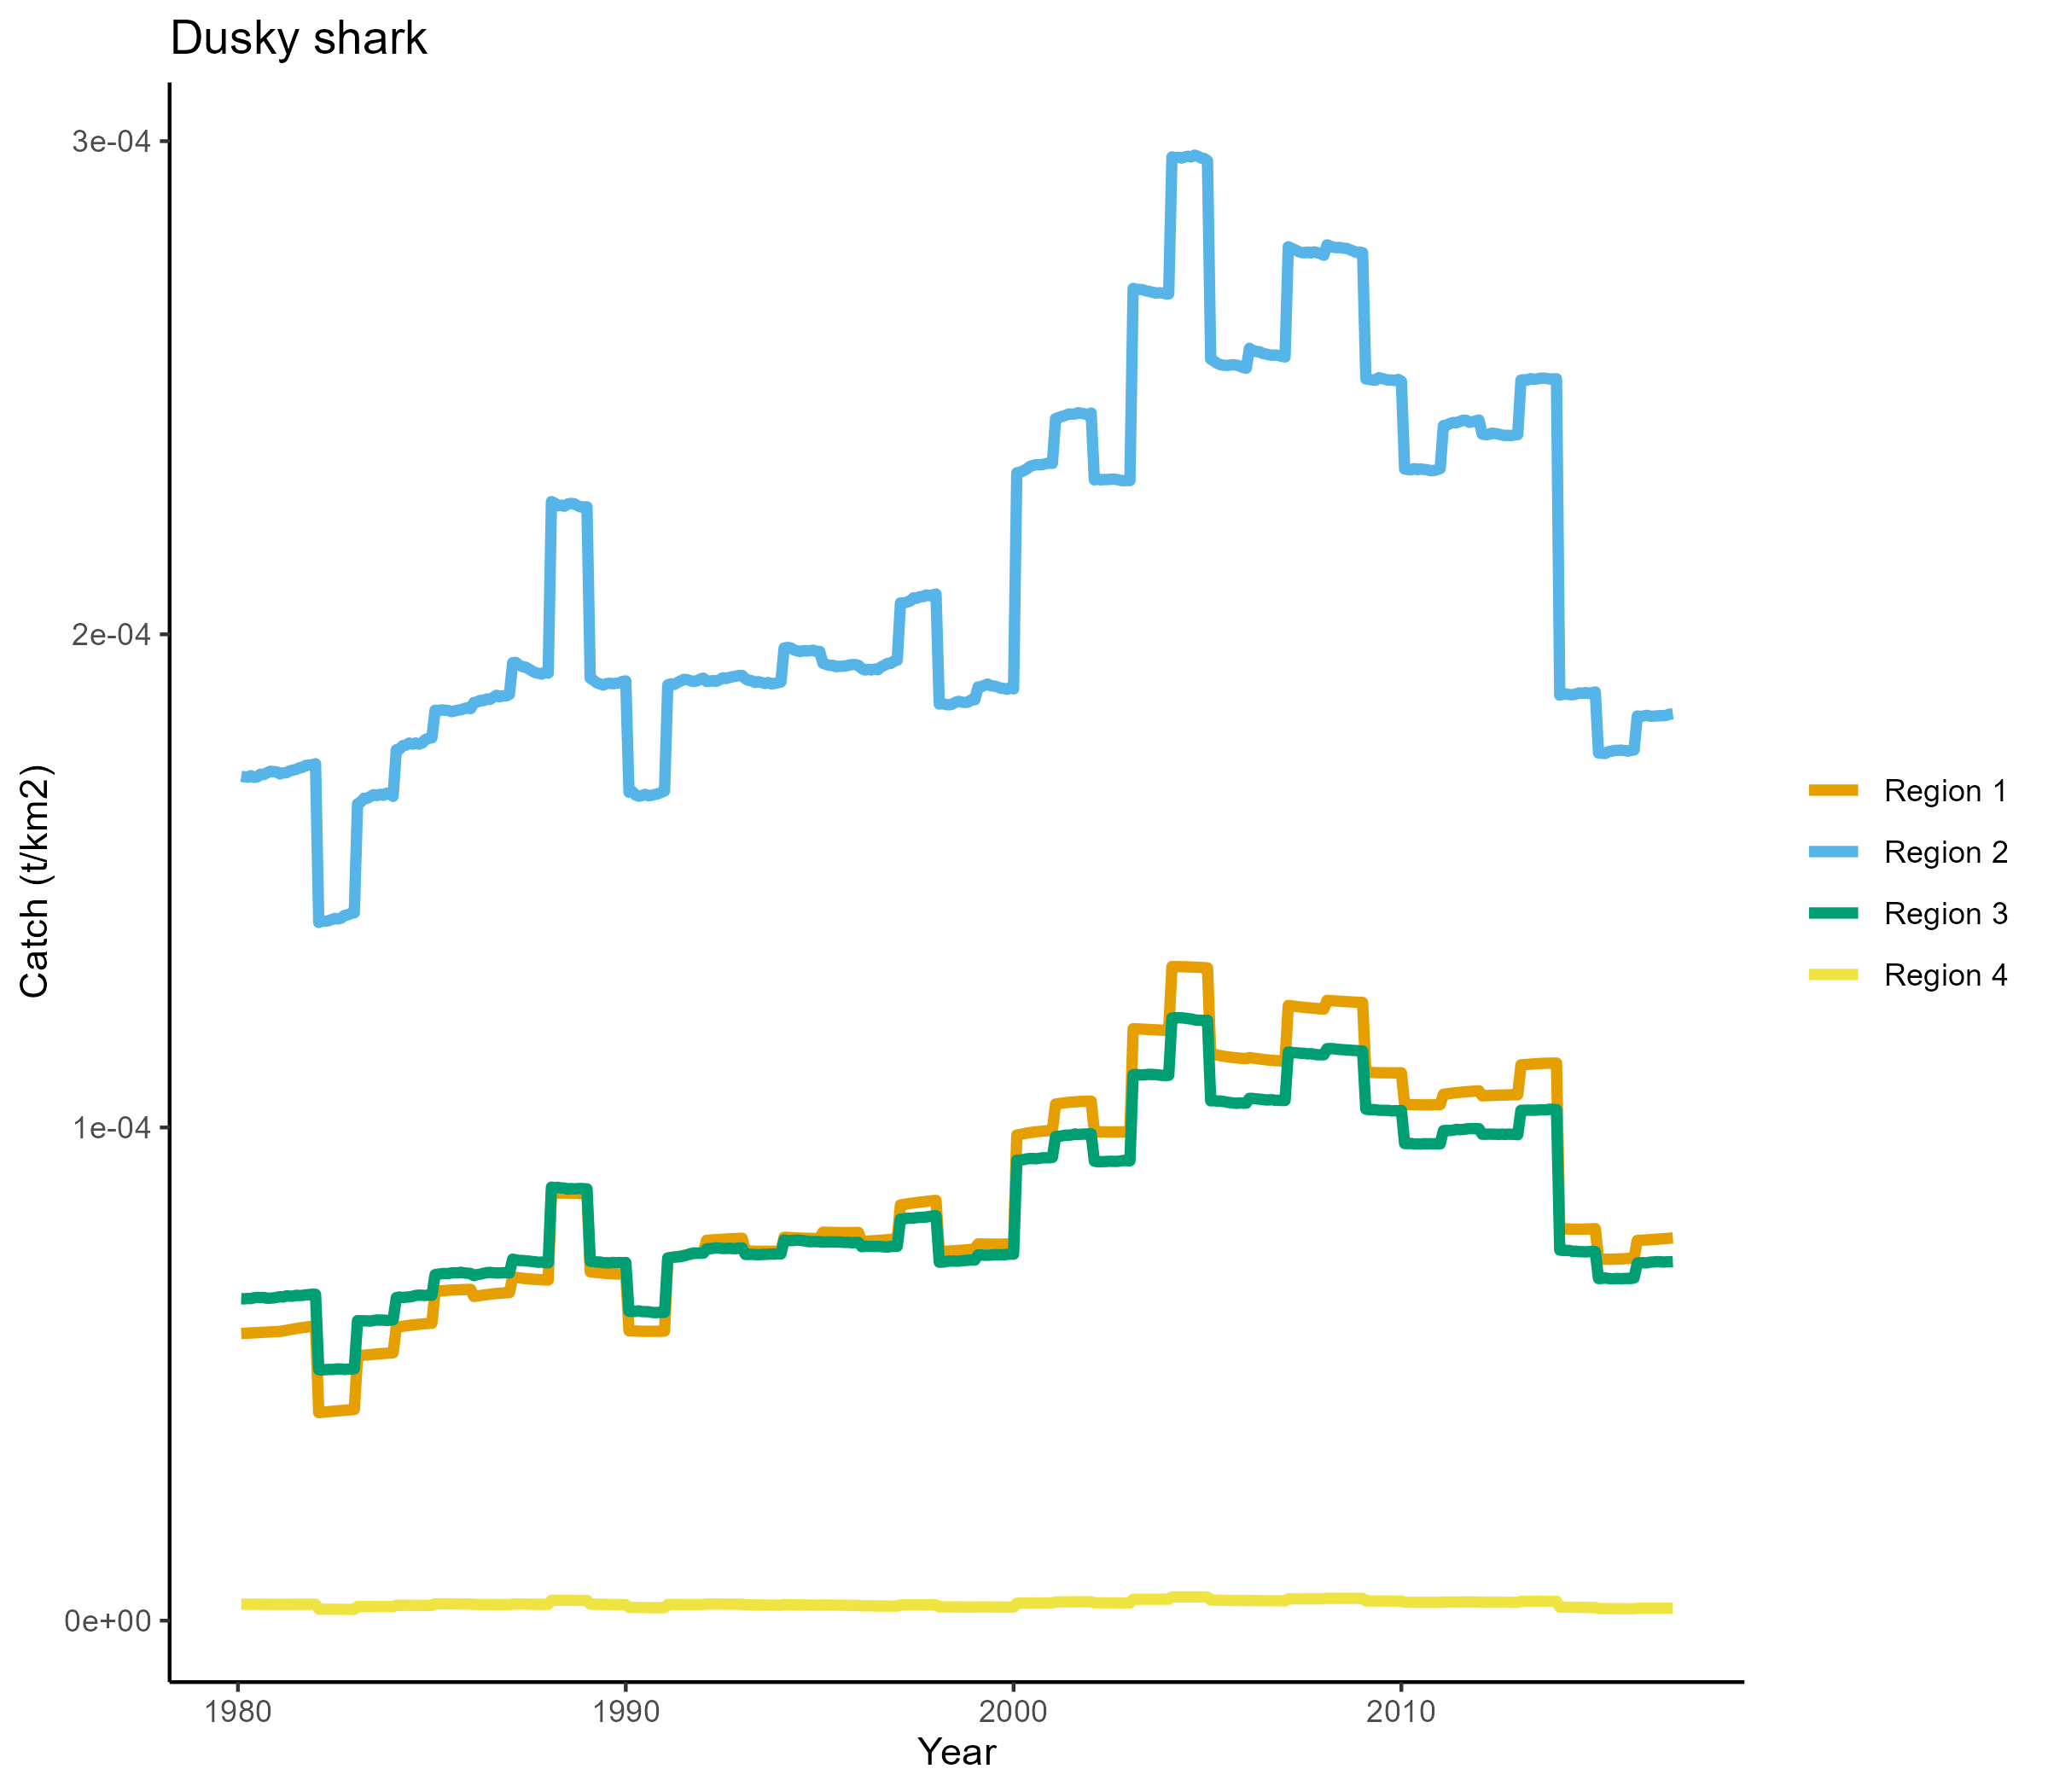 Dusky shark
3e-04
2e-04
1e-04
0e+00
Catch (t/km2)
1980
1990
2000
2010
Year
Region 1
Region 2
Region 3
Region 4